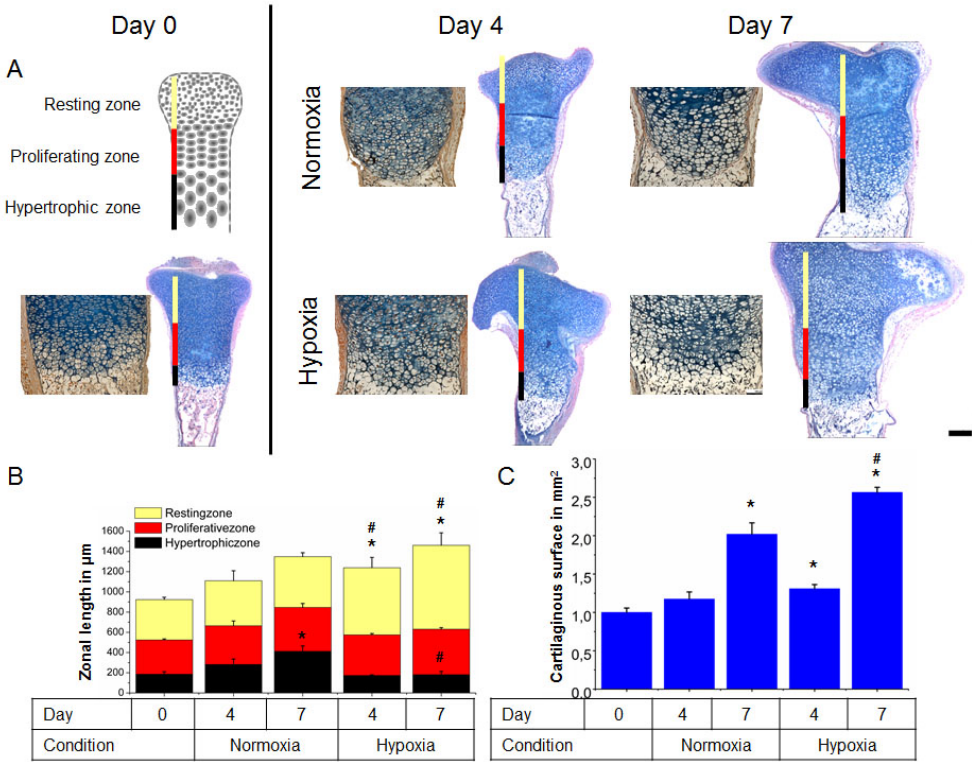 Day 0
Day 4
Day 7
A
Resting zone
Proliferating zone
Hypertrophic zone
Normoxia
Hypoxia
B
Restingzone
Proliferativezone
Hypertrophiczone
Zonal length in µm
1600
1400
1200
1000
800
600
400
200
0
*
# *
# *
#
Day 0 4 7 4 7
Condition Normoxia Hypoxia
C
Cartilaginous surface in mm²
3,0
2,5
2,0
1,5
1,0
0,5
0,0
*
*
# *
Day 0 4 7 4 7
Condition Normoxia Hypoxia